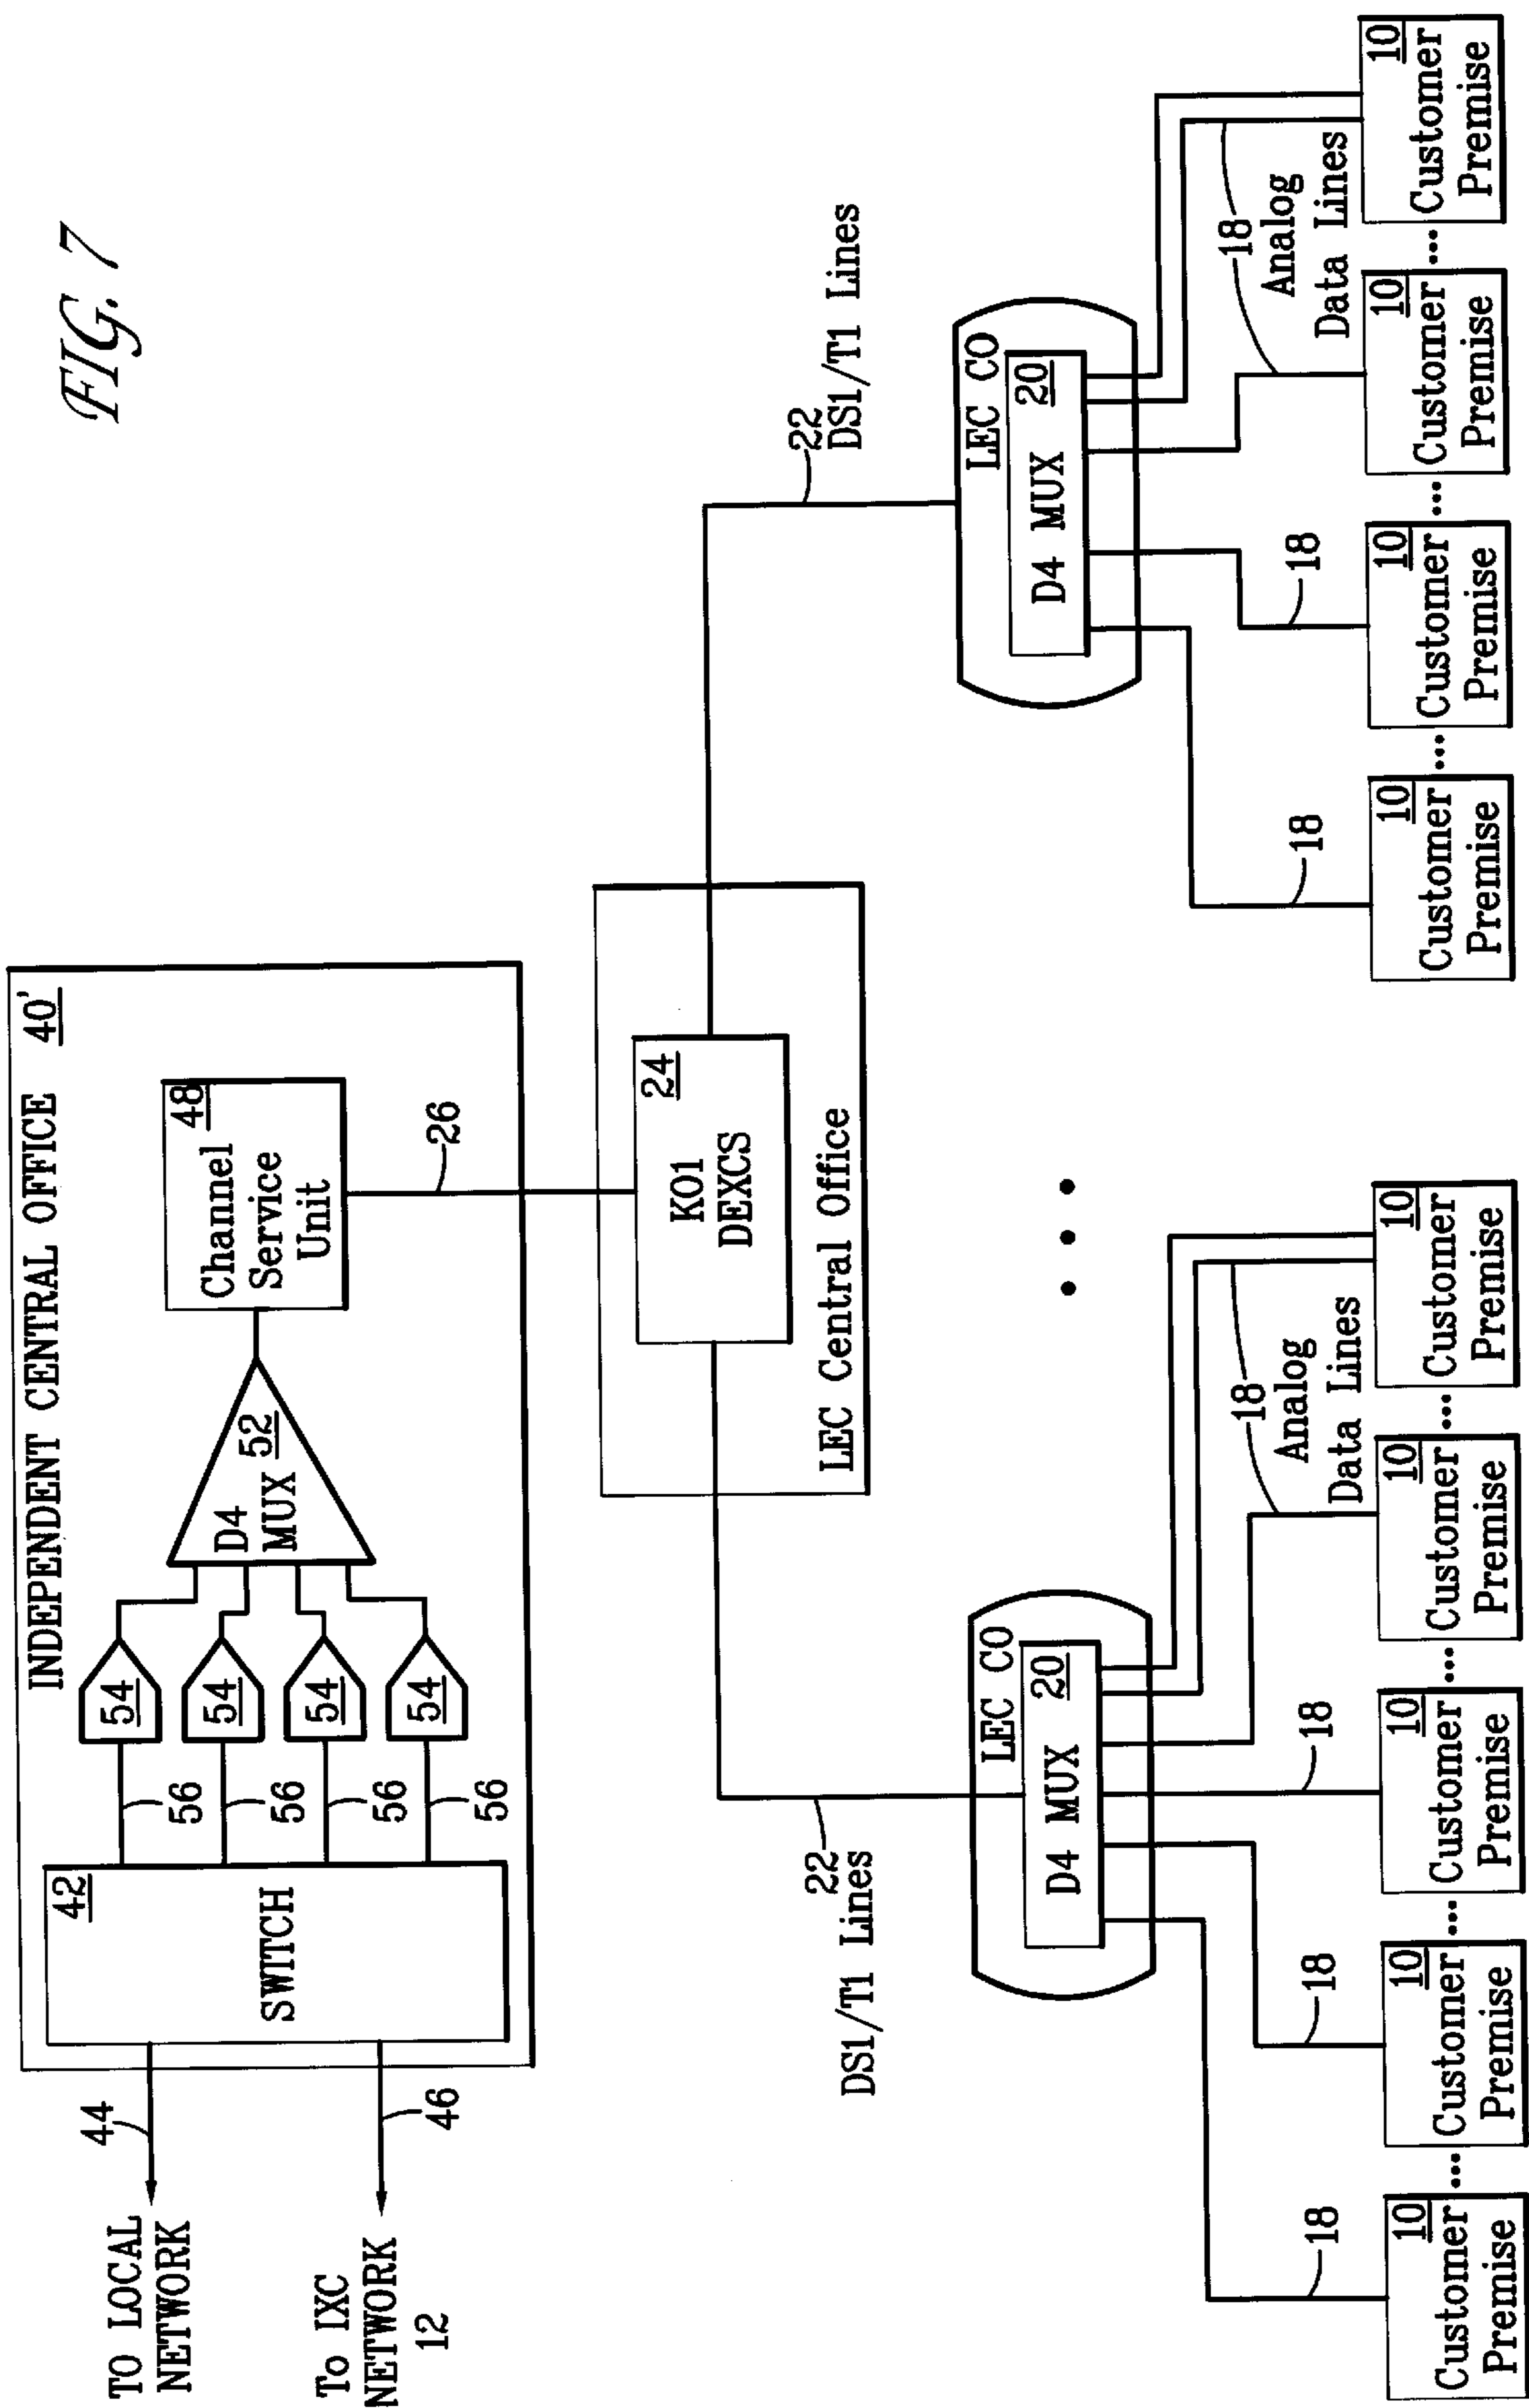 FIG. 7
INDEPENDENT CENTRAL OFFICE 40'
42
SWITCH
44
TO LOCAL
NETWORK
46
To IXC
NETWORK
12
56
56
56
56
54
54
54
54
D4
MUX
52
48
Channel
Service
Unit
26
24
K01
DEXCS
LEC Central Office
22
DS1/T1 Lines
22
DS1/T1 Lines
LEC CO
D4 MUX
20
LEC CO
D4 MUX
20
• • •
18
18
18
18
Analog
Data Lines
18
18
18
Analog
Data Lines
10
Customer
Premise
...
10
Customer
Premise
...
10
Customer
Premise
...
10
Customer
Premise
...
10
Customer
Premise
10
Customer
Premise
...
10
Customer
Premise
...
10
Customer
Premise
...
10
Customer
Premise